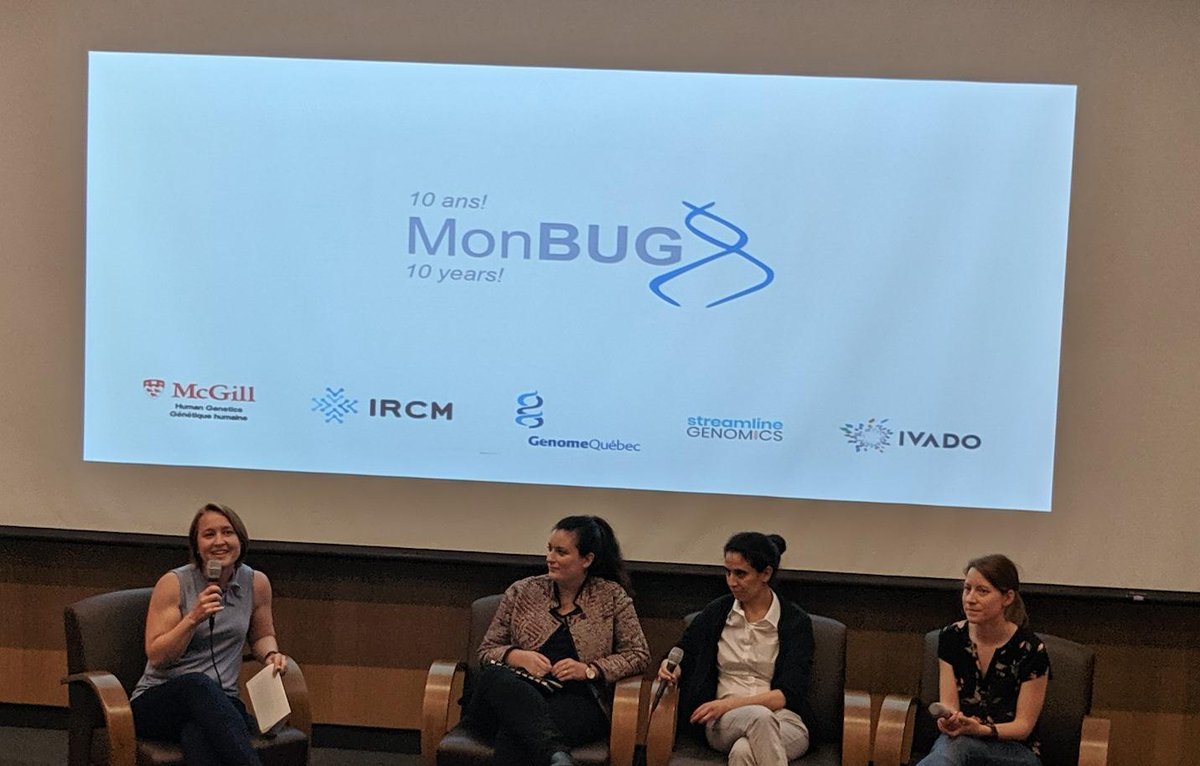 10 ans!
MonBUG
10 years!
McGill
Human Genetics
Génétique humaine
IRCM
GenomeQuébec
streamline
GENOMICS
IVADO